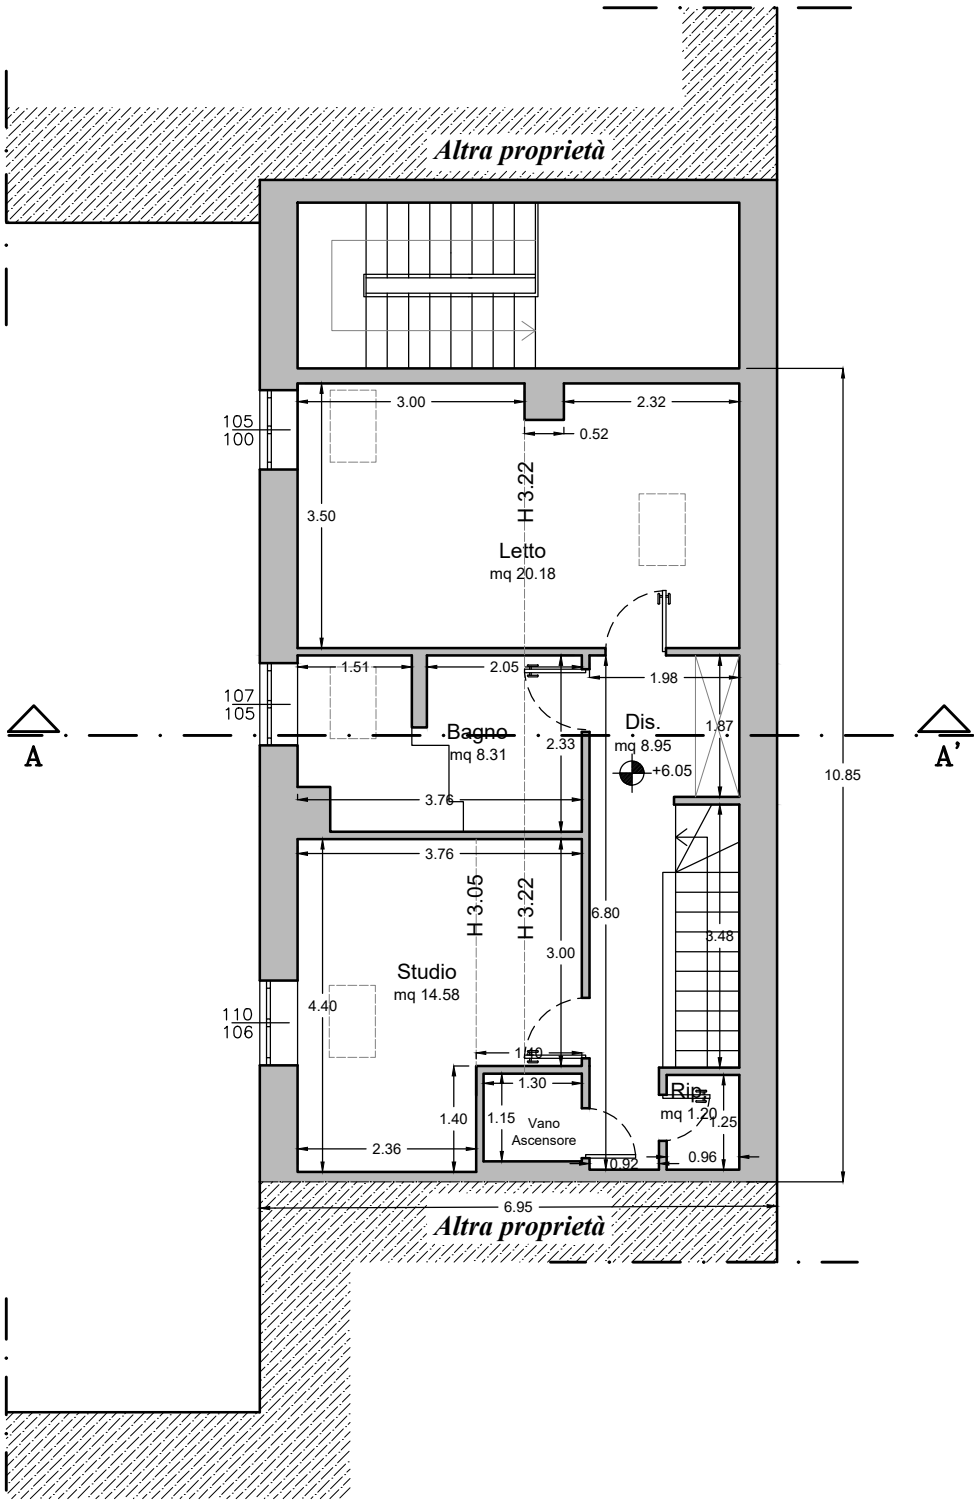 Altra proprietà
3.00
2.32
105
100
0.52
H 3.22
3.50
Letto
mq 20.18
1.51
2.05
1.98
107
105
Bagno
mq 8.31
2.33
Dis.
mq 8.95
1.87
+6.05
A
A'
10.85
3.76
3.76
H 3.05
H 3.22
6.80
3.48
3.00
Studio
mq 14.58
4.40
110
106
1.40
1.30
Rip.
mq 1.20
1.25
1.40
1.15
Vano
Ascensore
2.36
0.92
0.96
6.95
Altra proprietà